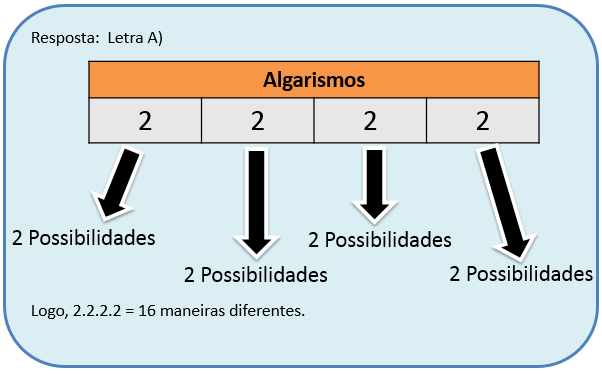 Resposta: Letra A)
Algarismos
2 2 2 2
2 Possibilidades
2 Possibilidades
2 Possibilidades
2 Possibilidades
Logo, 2.2.2.2 = 16 maneiras diferentes.